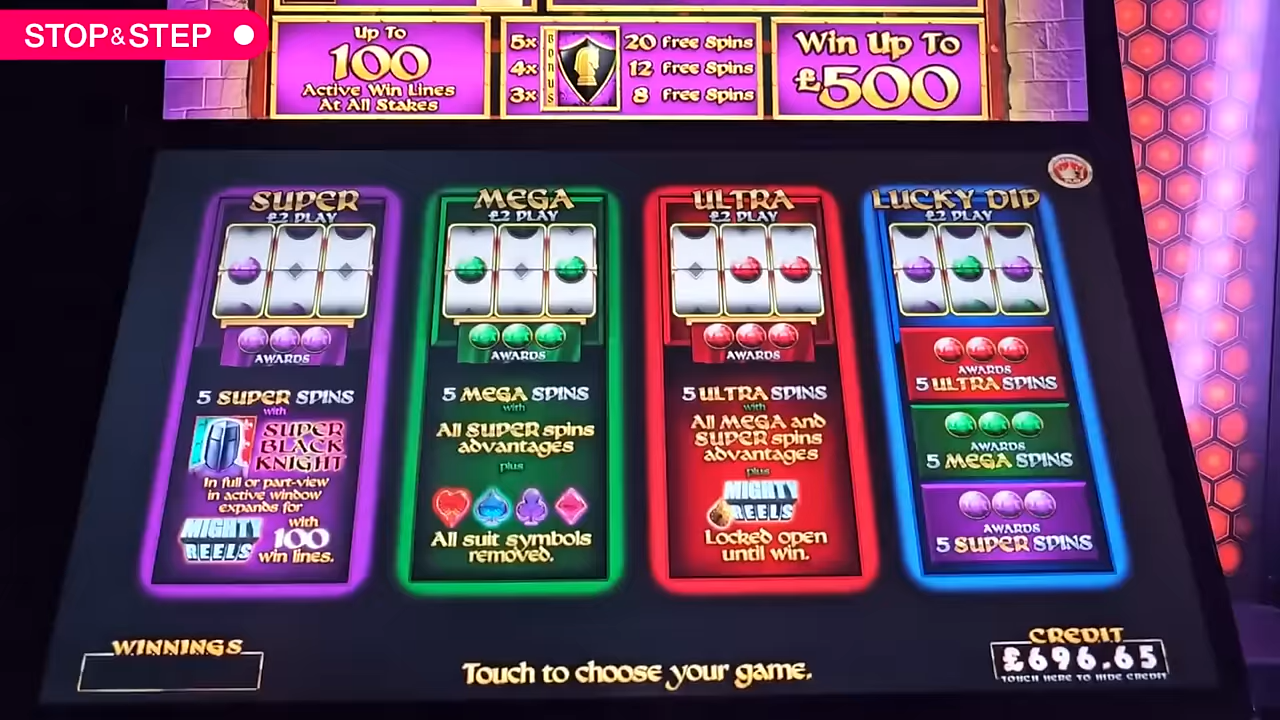 STOP&STEP
Up To
100
Active Win Lines
At All Stakes
5x
4x
3x
BONUS
20 free Spins
12 free Spins
8 free Spins
Win Up To
£500
SUPER
£2 PLAY
AWARDS
5 SUPER SPINS
with
SUPER
BLACK
KNIGHT
In full or part-view
in active window
expands for
MIGHTY
REELS
with
100
win lines.
MEGA
£2 PLAY
AWARDS
5 MEGA SPINS
with
All SUPER spins
advantages
plus
All suit symbols
removed.
ULTRA
£2 PLAY
AWARDS
5 ULTRA SPINS
with
All MEGA and
SUPER spins
advantages
plus
MIGHTY
REELS
Locked open
until win.
LUCKY DIP
£2 PLAY
AWARDS
5 ULTRA SPINS
AWARDS
5 MEGA SPINS
AWARDS
5 SUPER SPINS
WINNINGS
Touch to choose your game.
CREDIT
£696.65
TOUCH HERE TO HIDE CREDIT